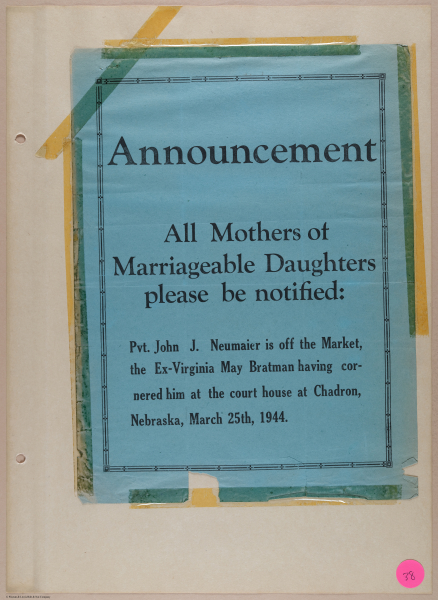 Announcement
All Mothers of
Marriageable Daughters
please be notified:
Pvt. John J. Neumaier is off the Market,
the Ex-Virginia May Bratman having cor-
nered him at the court house at Chadron,
Nebraska, March 25th, 1944.
78